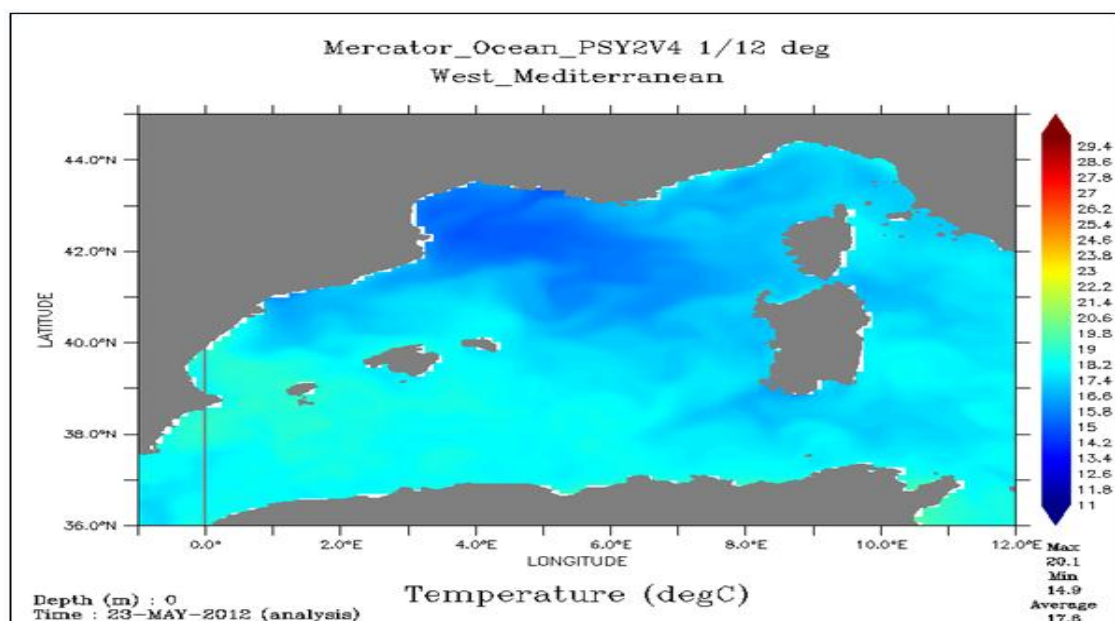 Mercator_Ocean_PSY2V4 1/12 deg
West_Mediterranean
44.0°N
42.0°N
40.0°N
38.0°N
36.0°N
LATITUDE
0.0°E
2.0°E
4.0°E
6.0°E
8.0°E
10.0°E
12.0°E
LONGITUDE
29.4
28.6
27.8
27
26.2
25.4
24.6
23.8
23
22.2
21.4
20.6
19.8
19
18.2
17.4
16.6
15.8
15
14.2
13.4
12.6
11.8
11
Max
20.1
Min
14.9
Average
Temperature (degC)
Depth (m) : 0
Time : 23-MAY-2012 (analysis)